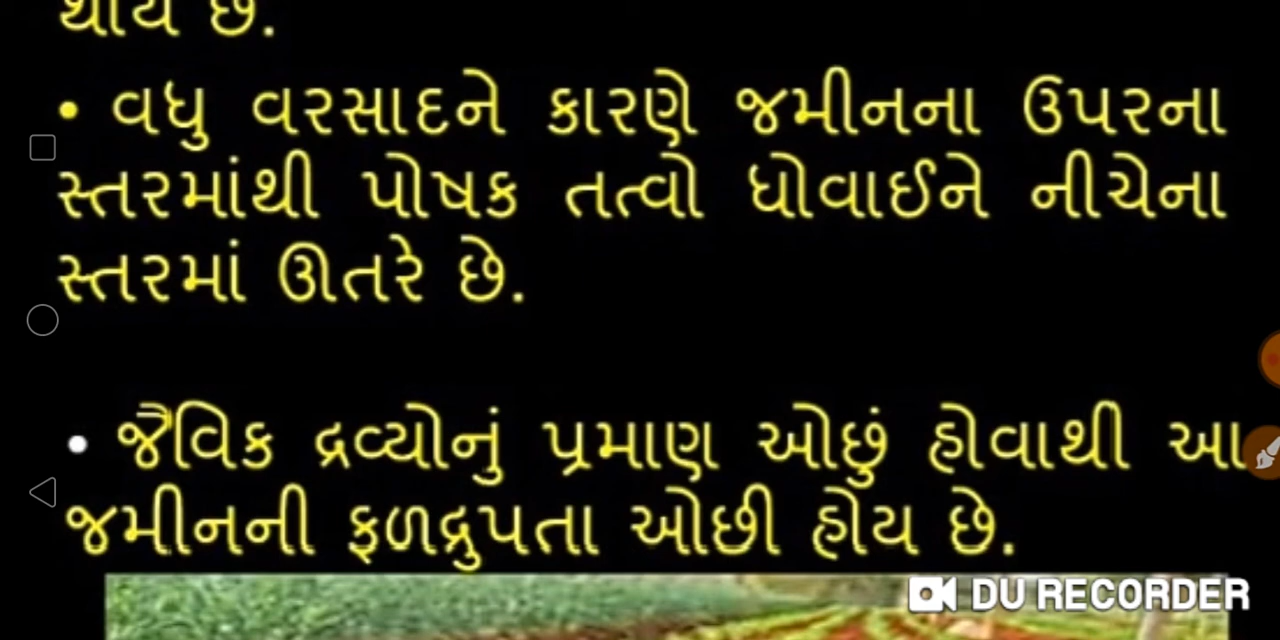 થાય છે.
• વધુ વરસાદને કારણે જમીનના ઉપરના
સ્તરમાંથી પોષક તત્વો ધોવાઈને નીચેના
સ્તરમાં ઊતરે છે.
• જૈવિક દ્રવ્યોનું પ્રમાણ ઓછું હોવાથી આ
જમીનની ફળદ્રુપતા ઓછી હોય છે.
DU RECORDER